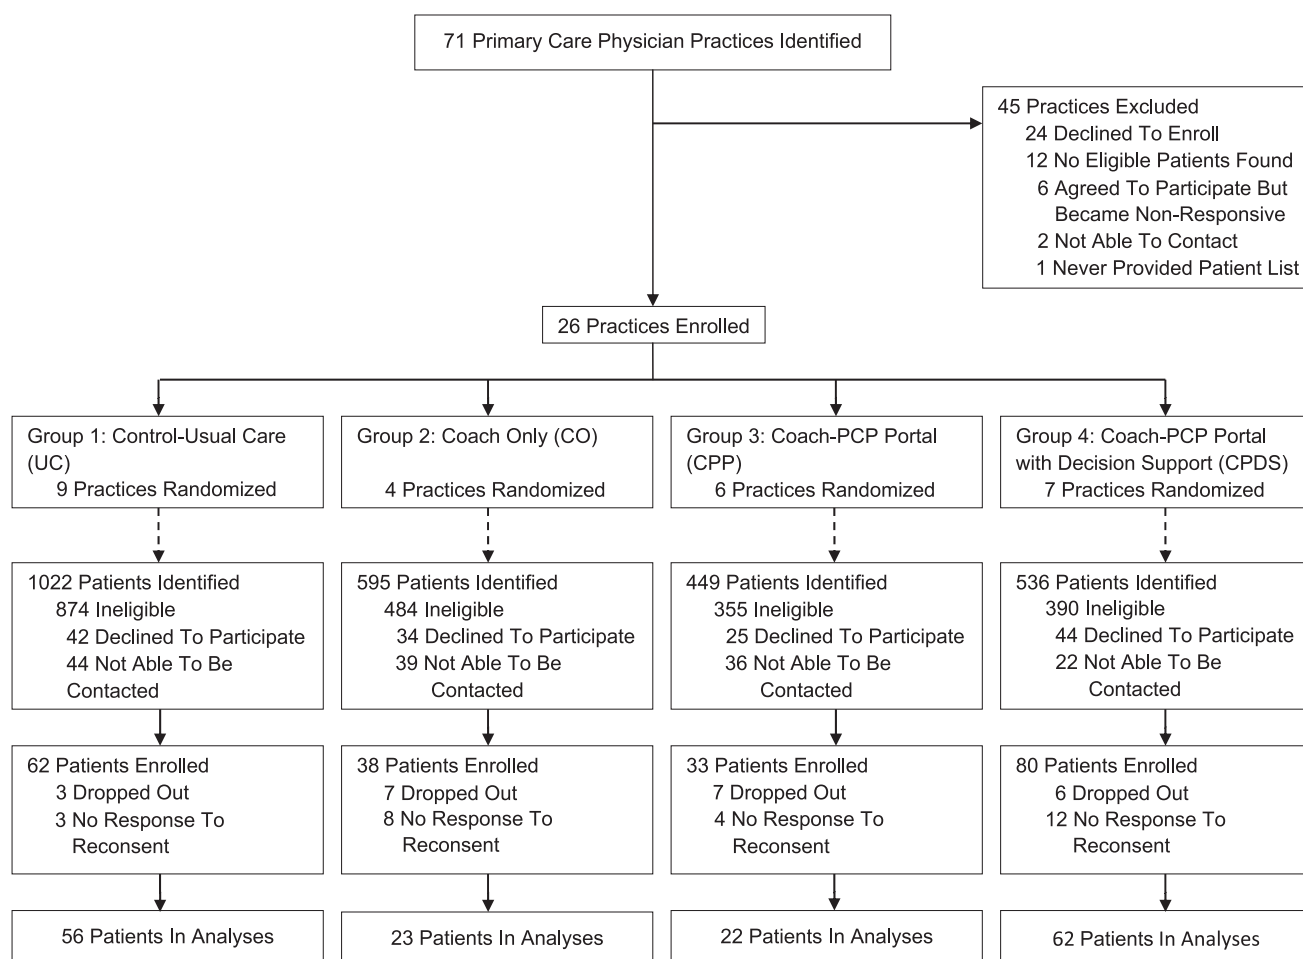 71 Primary Care Physician Practices Identified
45 Practices Excluded
24 Declined To Enroll
12 No Eligible Patients Found
6 Agreed To Participate But
Became Non-Responsive
2 Not Able To Contact
1 Never Provided Patient List
26 Practices Enrolled
Group 1: Control-Usual Care
(UC)
9 Practices Randomized
Group 2: Coach Only (CO)
4 Practices Randomized
Group 3: Coach-PCP Portal
(CPP)
6 Practices Randomized
Group 4: Coach-PCP Portal
with Decision Support (CPDS)
7 Practices Randomized
1022 Patients Identified
874 Ineligible
42 Declined To Participate
44 Not Able To Be
Contacted
595 Patients Identified
484 Ineligible
34 Declined To Participate
39 Not Able To Be
Contacted
449 Patients Identified
355 Ineligible
25 Declined To Participate
36 Not Able To Be
Contacted
536 Patients Identified
390 Ineligible
44 Declined To Participate
22 Not Able To Be
Contacted
62 Patients Enrolled
3 Dropped Out
3 No Response To
Reconsent
38 Patients Enrolled
7 Dropped Out
8 No Response To
Reconsent
33 Patients Enrolled
7 Dropped Out
4 No Response To
Reconsent
80 Patients Enrolled
6 Dropped Out
12 No Response To
Reconsent
56 Patients In Analyses
23 Patients In Analyses
22 Patients In Analyses
62 Patients In Analyses